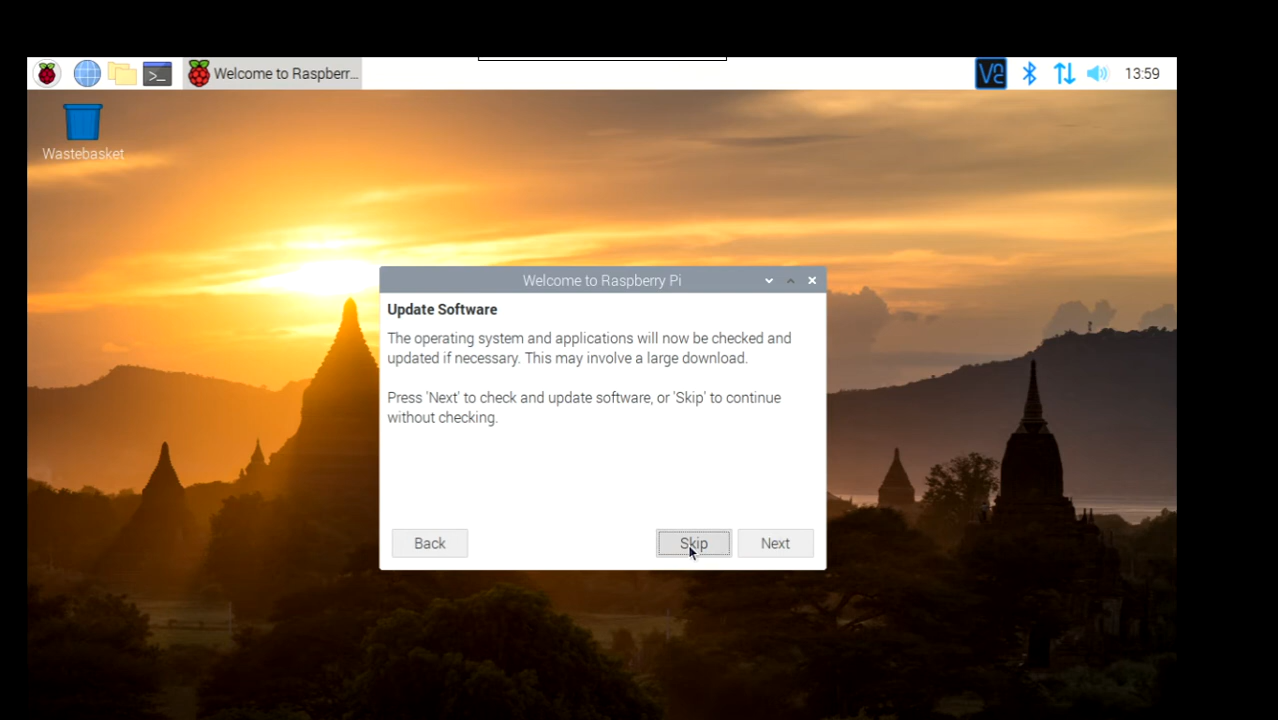 Welcome to Raspberr...
13:59
Wastebasket
Welcome to Raspberry Pi
Update Software
The operating system and applications will now be checked and
updated if necessary. This may involve a large download.
Press 'Next' to check and update software, or 'Skip' to continue
without checking.
Back
Skip
Next